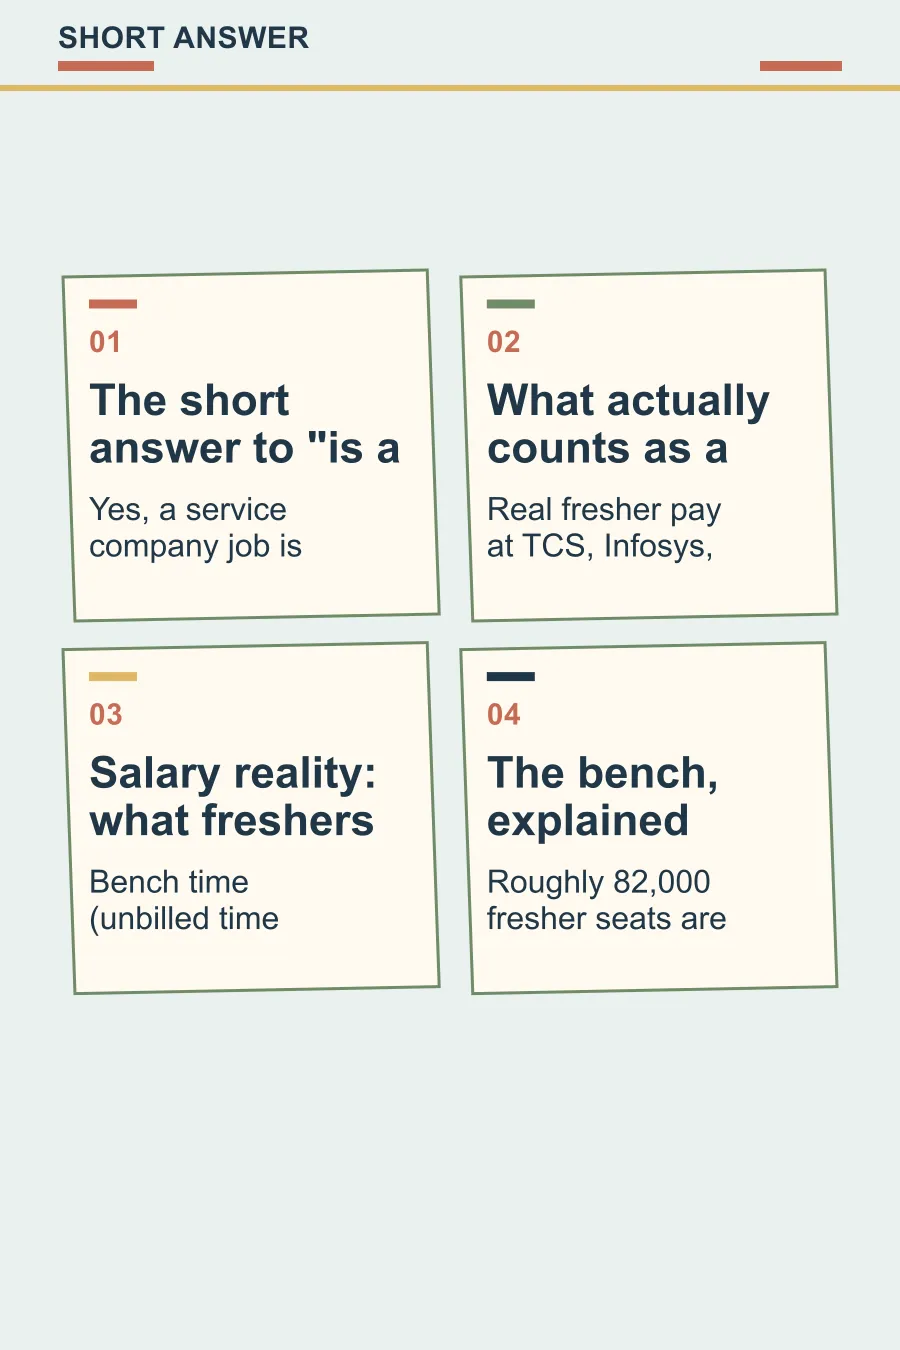 SHORT ANSWER
01
The short
answer to "is a
Yes, a service
company job is
02
What actually
counts as a
Real fresher pay
at TCS, Infosys,
03
Salary reality:
what freshers
Bench time
(unbilled time
04
The bench,
explained
Roughly 82,000
fresher seats are